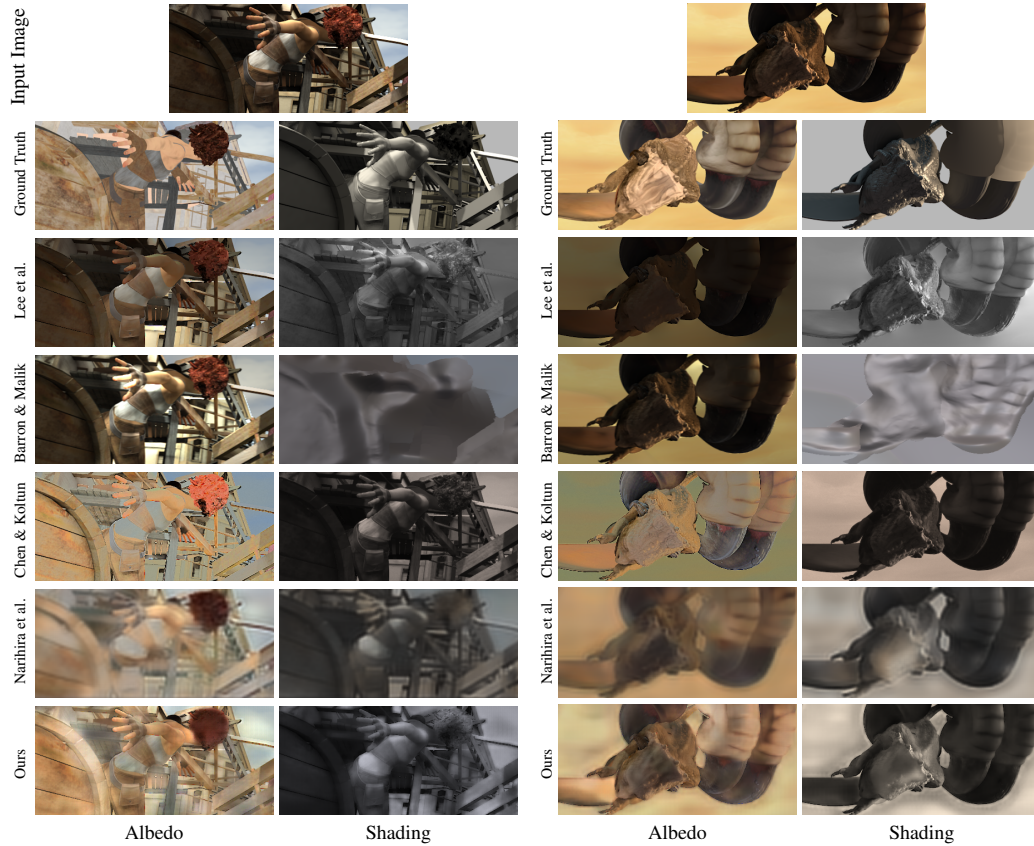 Input Image
Ground Truth
Ground Truth
Lee et al.
Lee et al.
Barron & Malik
Barron & Malik
Chen & Koltun
Chen & Koltun
Narihira et al.
Narihira et al.
Ours
Ours
Albedo
Shading
Albedo
Shading